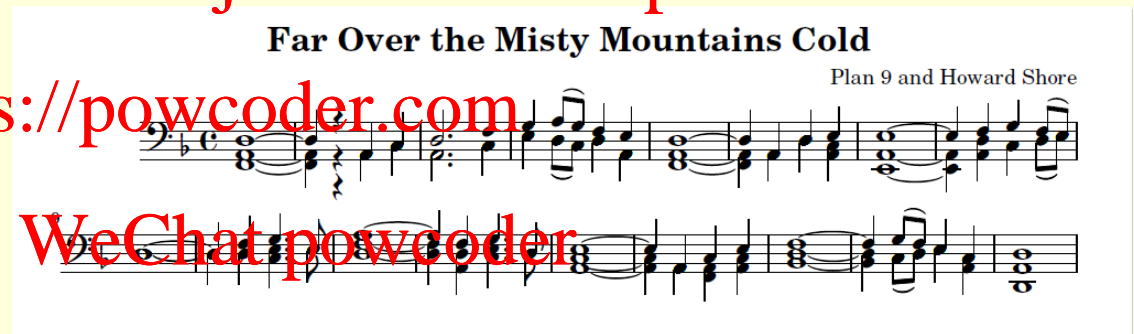 Far Over the Misty Mountains Cold
Plan 9 and Howard Shore
s://powcoder.com
WeChat powcoder